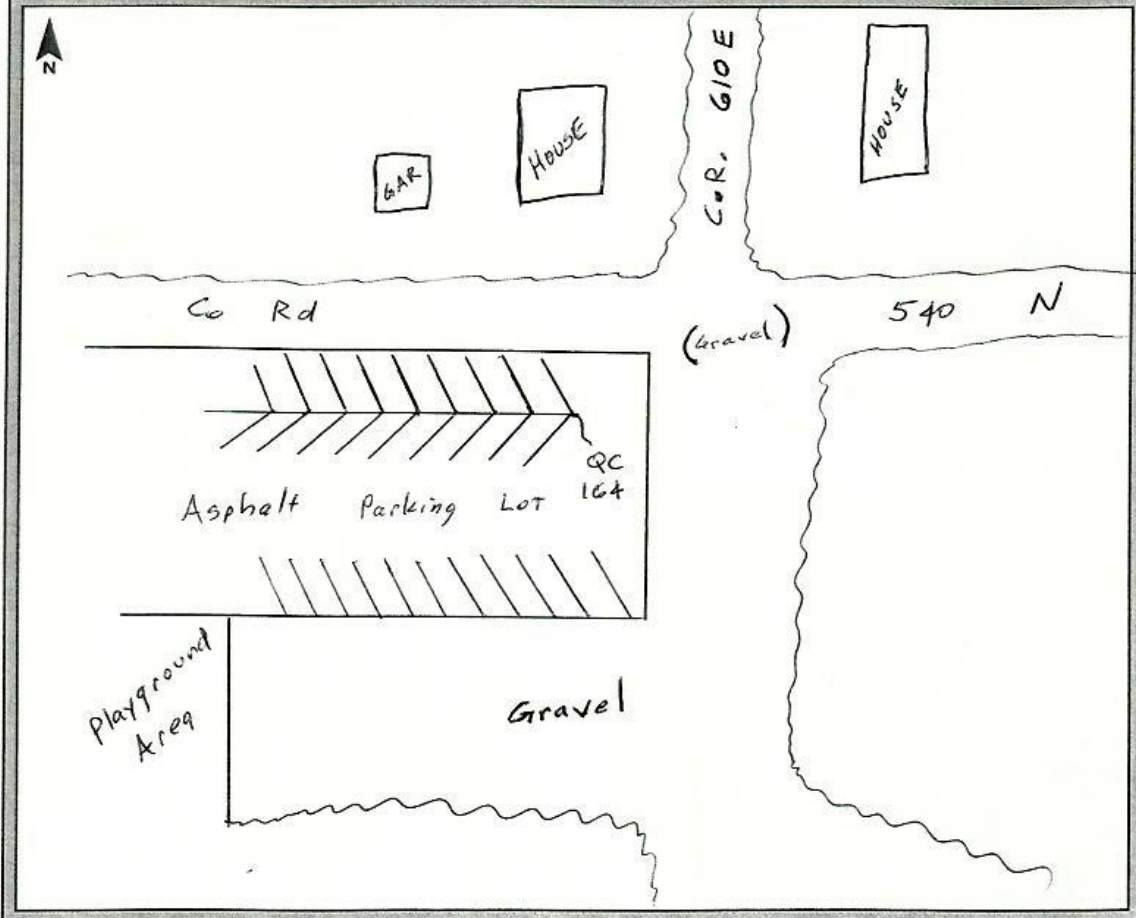 N
HOUSE
GAR
Co.R. 610 E
HOUSE
Co Rd
(Gravel)
540 N
QC
164
Asphalt Parking Lot
Playground
Area
Gravel